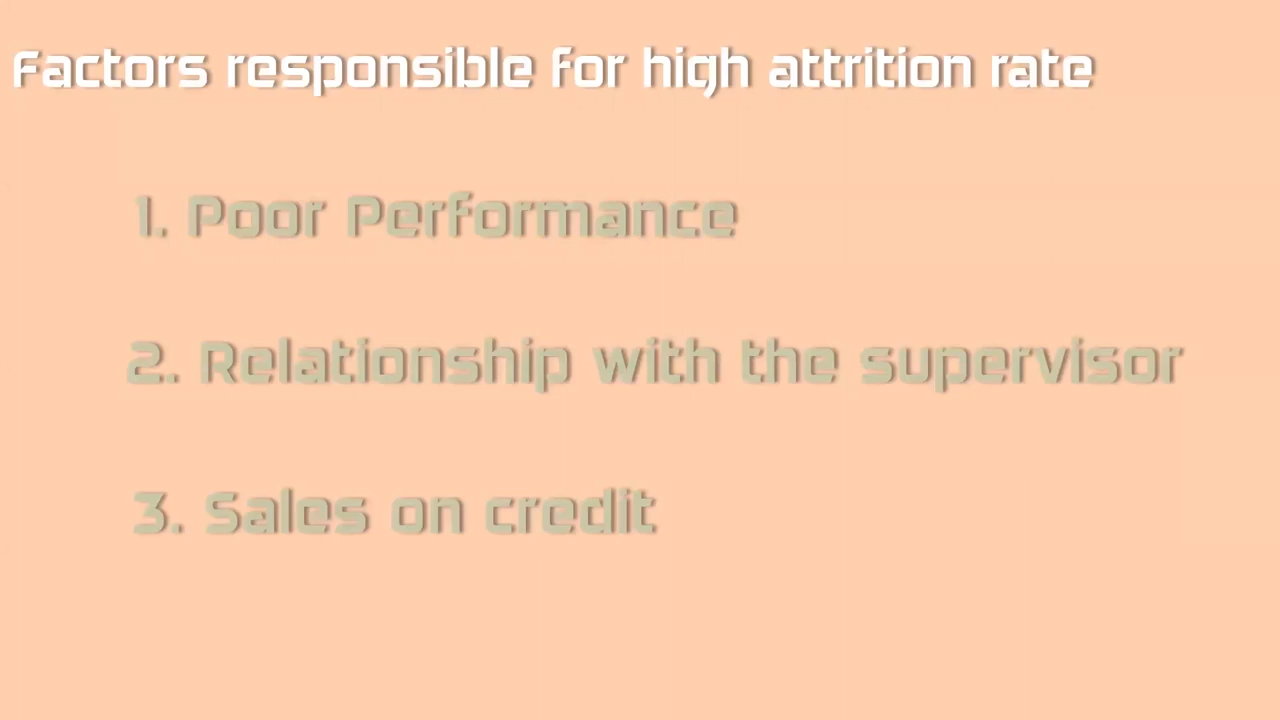 Factors responsible for high attrition rate
1. Poor Performance
2. Relationship with the supervisor
3. Sales on credit